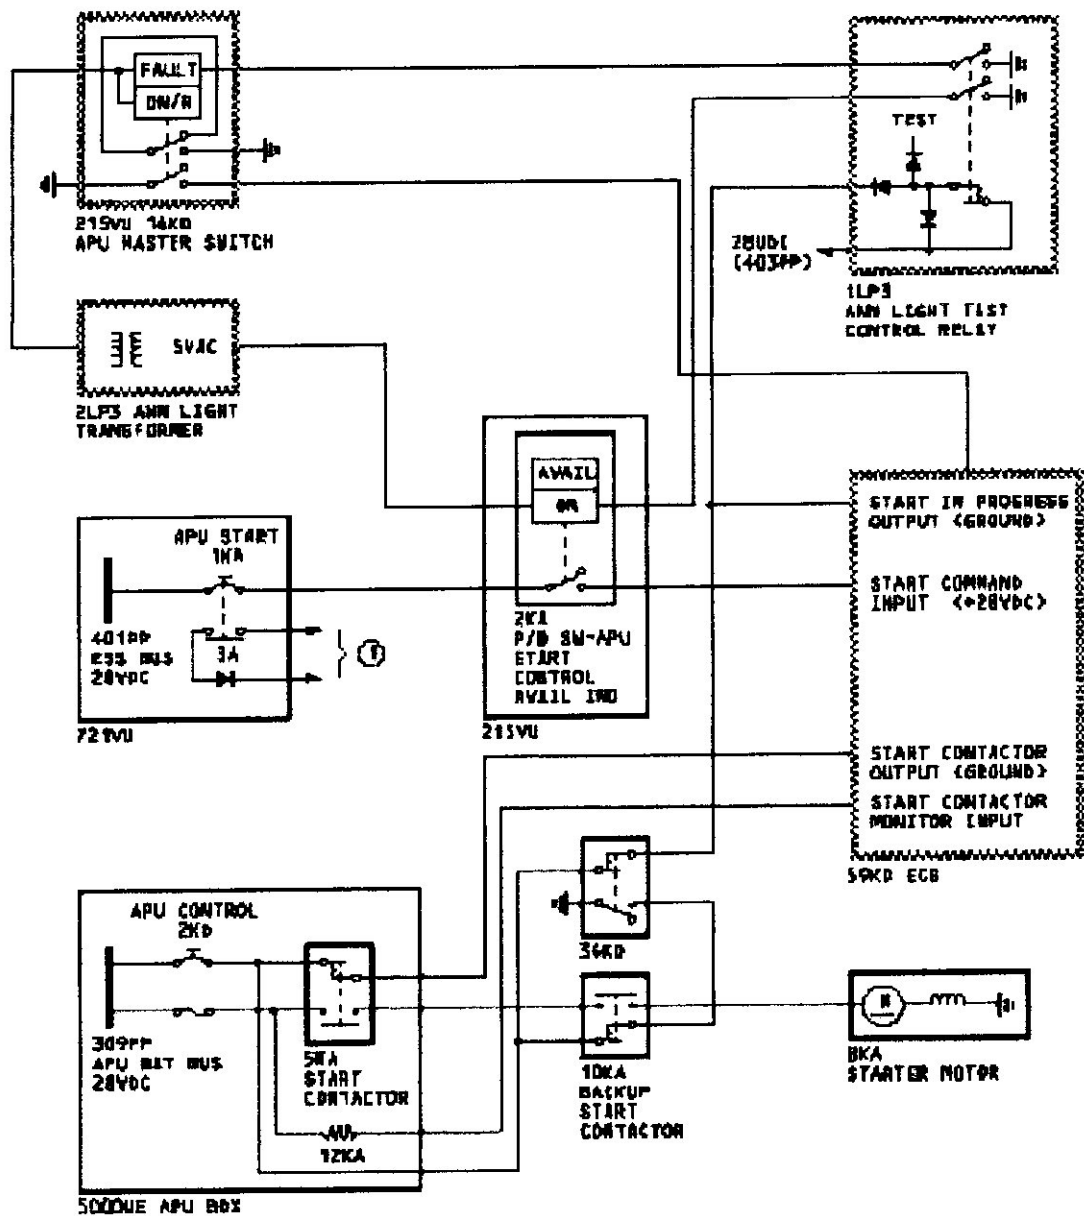 FAULT
ON/R
TEST
215VU 14KD
APU MASTER SWITCH
28VDC
(403PP)
1LP3
ANN LIGHT TEST
CONTROL RELAY
5VAC
2LP3 ANN LIGHT
TRANSFORMER
AVAIL
ON
START IN PROGRESS
OUTPUT (GROUND)
APU START
1KA
START COMMAND
INPUT (+28VDC)
401PP
ESS BUS
28VDC
3A
1
2KA
P/B SW-APU
START
CONTROL
AVAIL IND
721VU
215VU
START CONTACTOR
OUTPUT (GROUND)
START CONTACTOR
MONITOR INPUT
59KD ECB
APU CONTROL
2KD
36KD
M
309PP
APU BAT BUS
28VDC
5KA
START
CONTACTOR
10KA
BACKUP
START
CONTACTOR
8KA
STARTER MOTOR
12KA
5000VE APU BOX